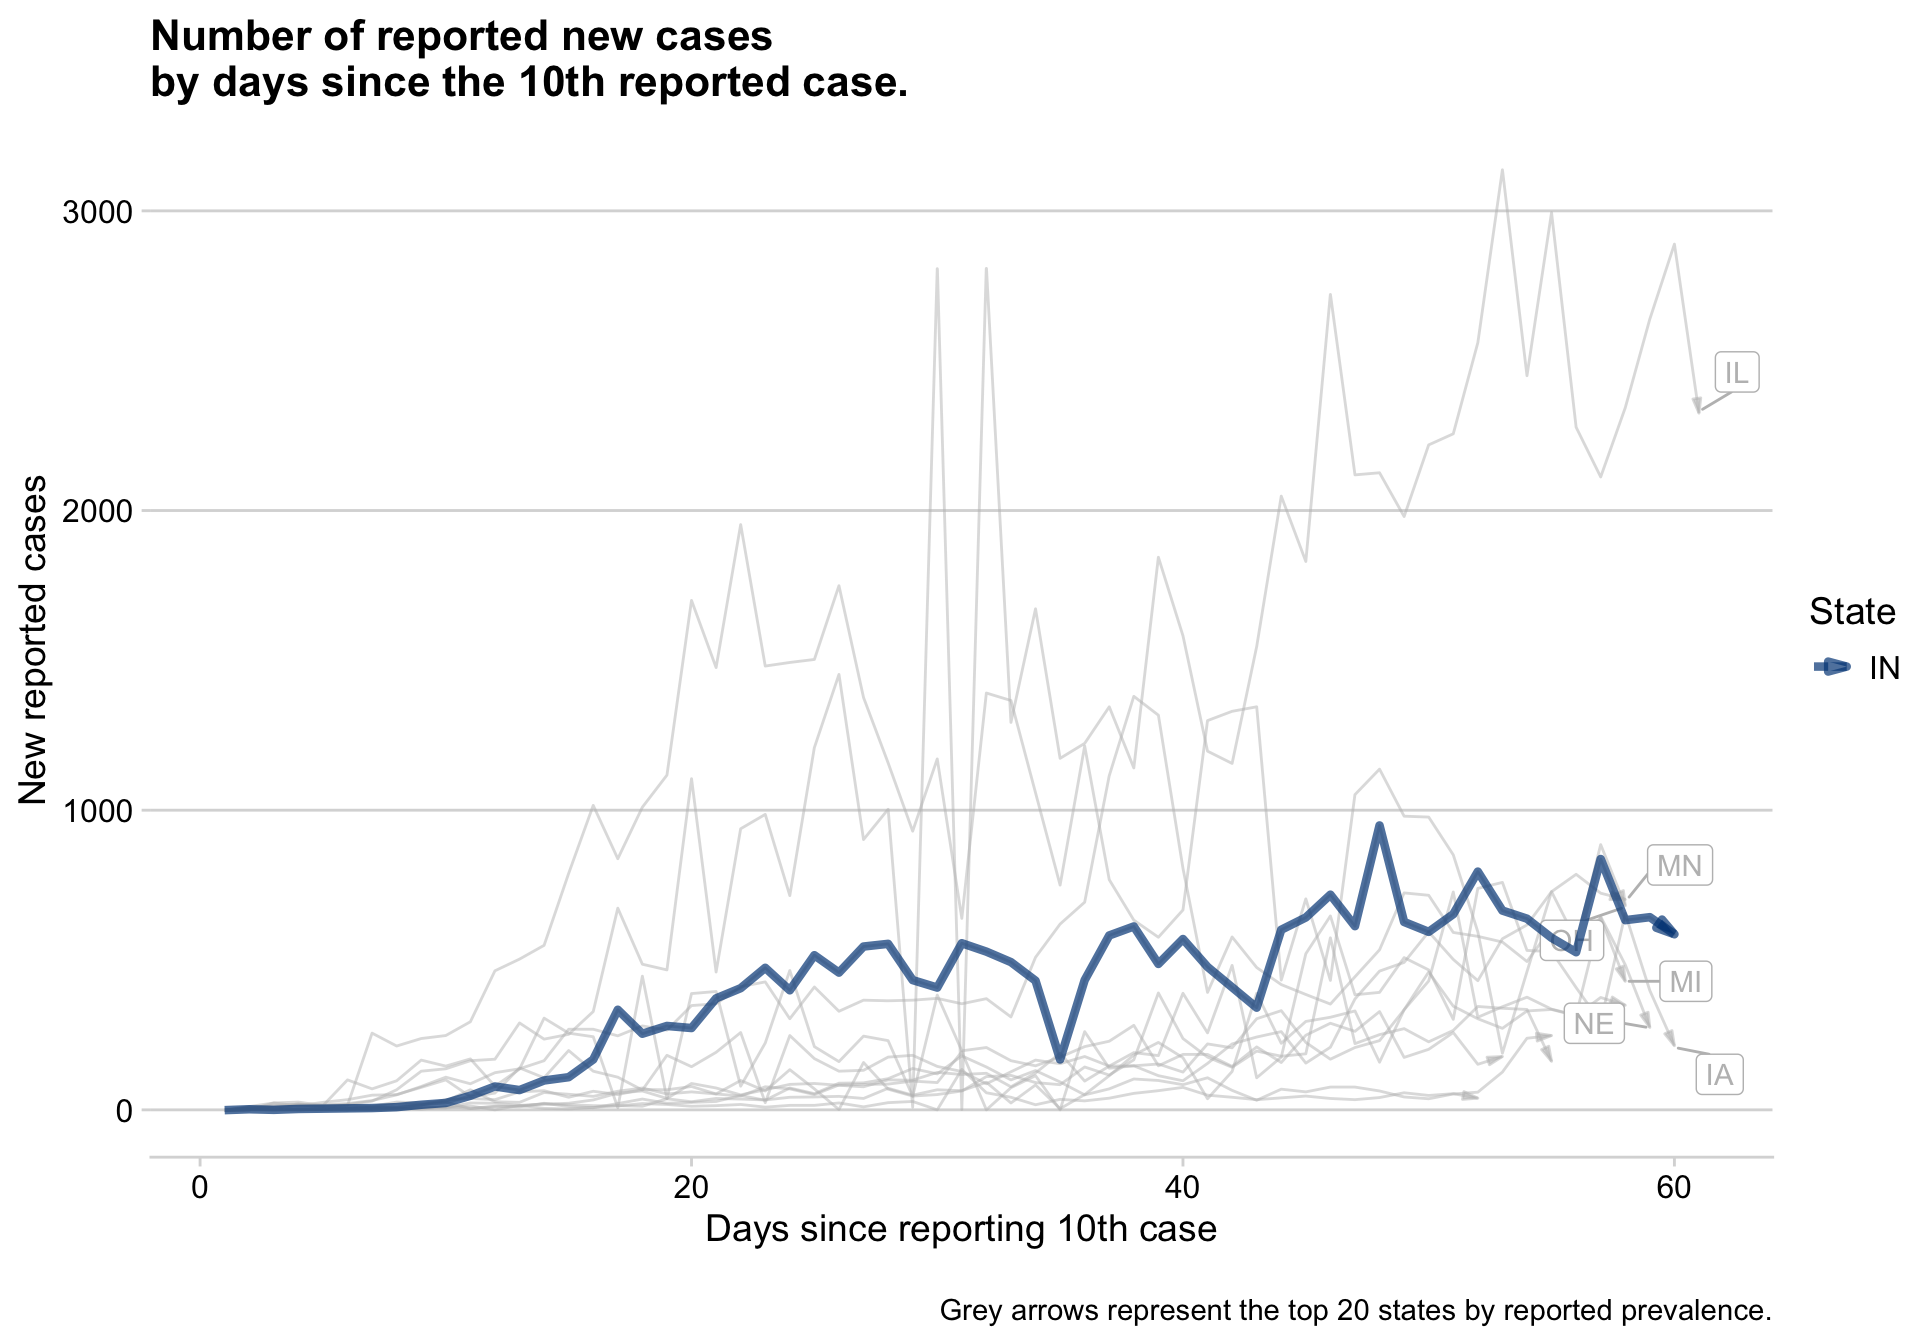 Number of reported new cases
by days since the 10th reported case.
New reported cases
3000
2000
1000
0
0 20 40 60
Days since reporting 10th case
IL
MN
OH
MI
NE
IA
State
IN
Grey arrows represent the top 20 states by reported prevalence.